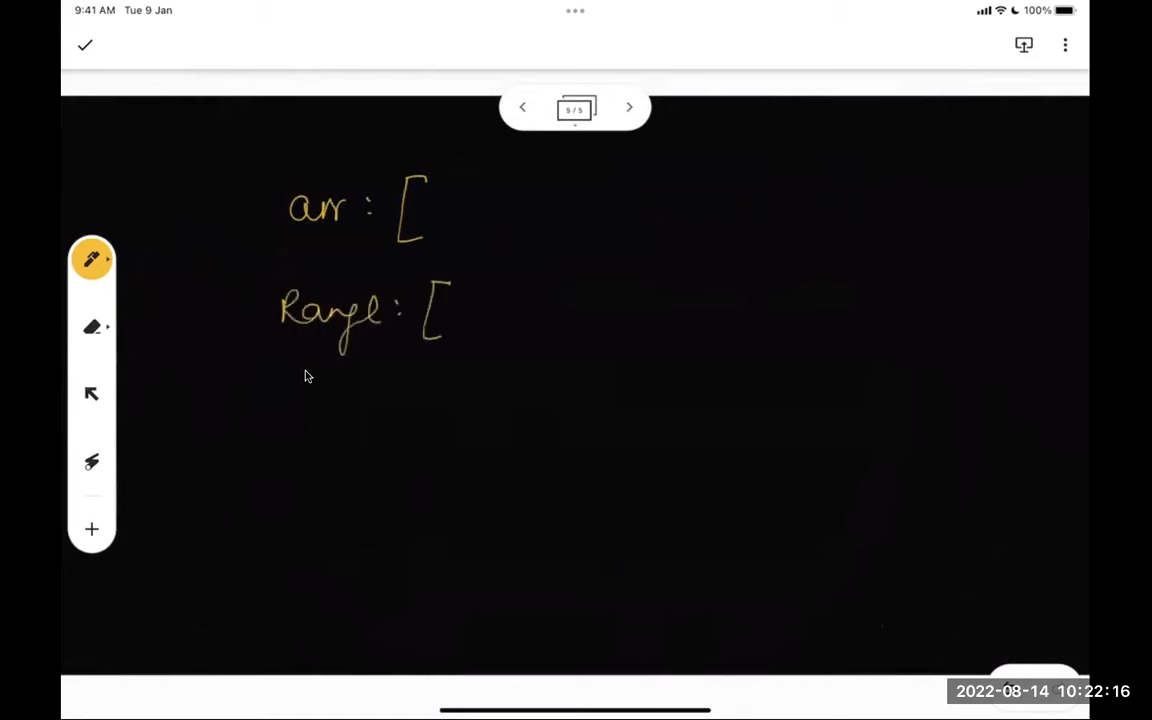 9:41 AM Tue 9 Jan
100%
5 / 5
arr : [
Range : [
2022-08-14 10:22:16